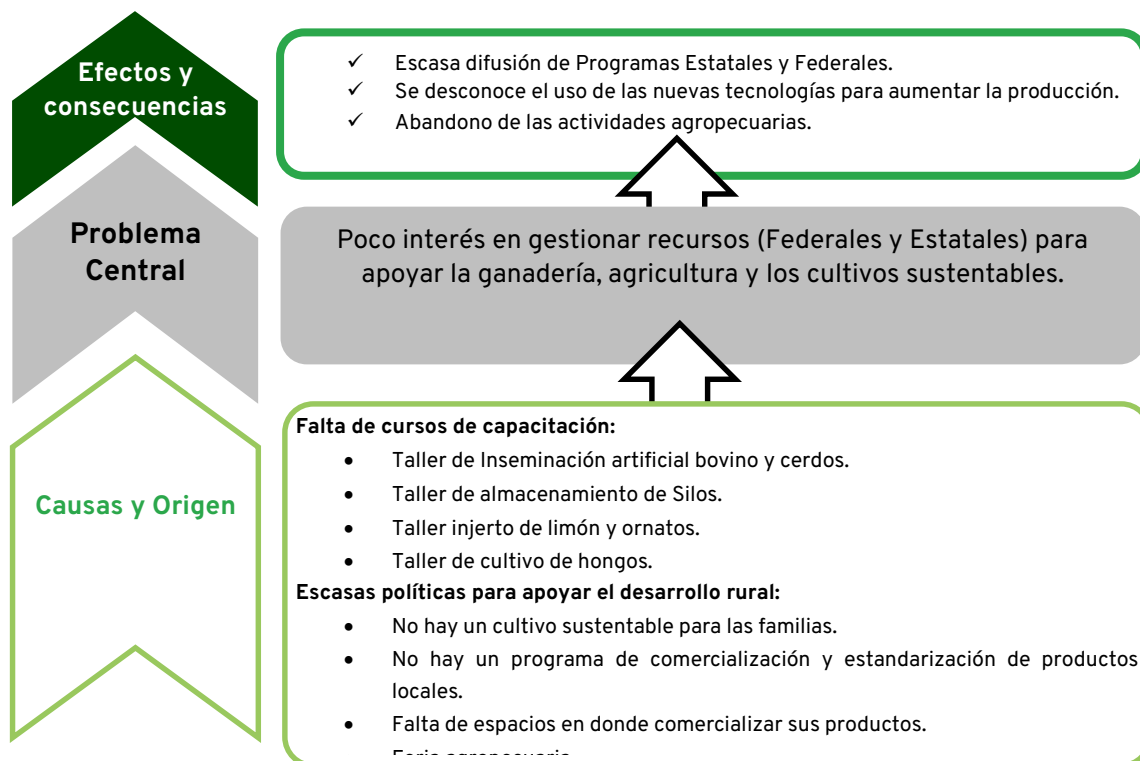 Efectos y
consecuencias
✓ Escasa difusión de Programas Estatales y Federales.
✓ Se desconoce el uso de las nuevas tecnologías para aumentar la producción.
✓ Abandono de las actividades agropecuarias.
Problema
Central
Poco interés en gestionar recursos (Federales y Estatales) para
apoyar la ganadería, agricultura y los cultivos sustentables.
Causas y Origen
Falta de cursos de capacitación:
• Taller de Inseminación artificial bovino y cerdos.
• Taller de almacenamiento de Silos.
• Taller injerto de limón y ornatos.
• Taller de cultivo de hongos.
Escasas políticas para apoyar el desarrollo rural:
• No hay un cultivo sustentable para las familias.
• No hay un programa de comercialización y estandarización de productos
locales.
• Falta de espacios en donde comercializar sus productos.